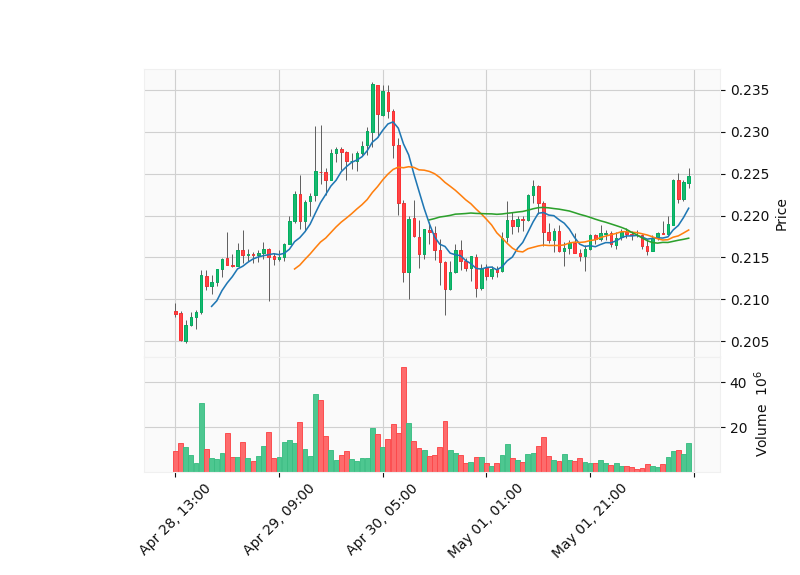 0.235
0.230
0.225
0.220
0.215
0.210
0.205
Price
40
20
Volume 10^6
Apr 28, 13:00
Apr 29, 09:00
Apr 30, 05:00
May 01, 01:00
May 01, 21:00